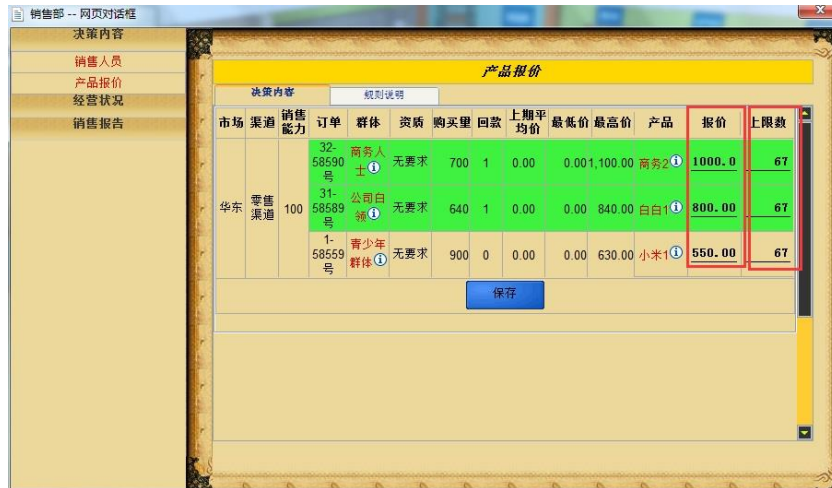 销售部 -- 网页对话框
决策内容
销售人员
产品报价
经营状况
销售报告
产品报价
决策内容 规则说明
市场 渠道 销售能力 订单 群体 资质 购买量 回款 上期平均价 最低价 最高价 产品 报价 上限数
华东 零售渠道 100 32-58590号 商务人士 无要求 700 1 0.00 0.00 1,100.00 商务2 1000.0 67
31-58589号 公司白领 无要求 640 1 0.00 0.00 840.00 白白1 800.00 67
1-58559号 青少年群体 无要求 900 0 0.00 0.00 630.00 小米1 550.00 67
保存